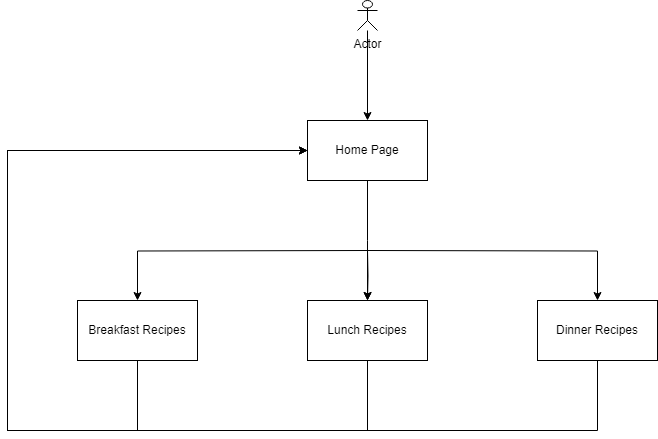 Actor
Home Page
Breakfast Recipes
Lunch Recipes
Dinner Recipes